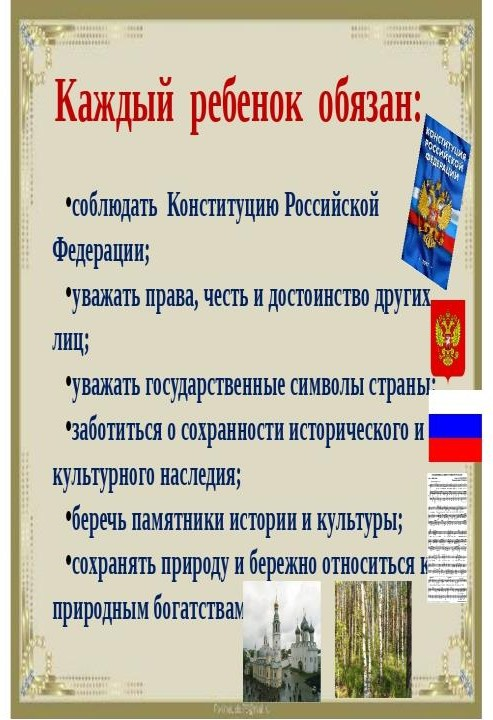 Каждый ребенок обязан:
КОНСТИТУЦИЯ
РОССИЙСКОЙ
ФЕДЕРАЦИИ
•соблюдать Конституцию Российской
Федерации;
•уважать права, честь и достоинство других
лиц;
•уважать государственные символы страны;
•заботиться о сохранности исторического и
культурного наследия;
•беречь памятники истории и культуры;
•сохранять природу и бережно относиться к
природным богатствам